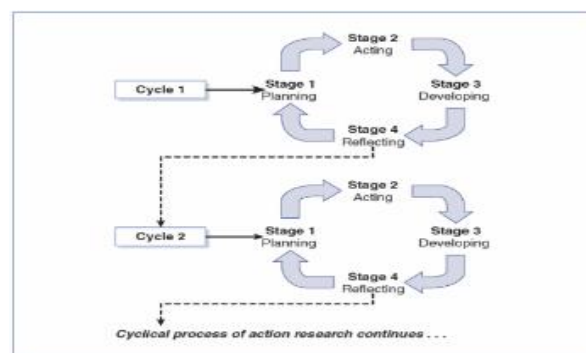 Stage 2
Acting
Cycle 1
Stage 1
Planning
Stage 3
Developing
Stage 4
Reflecting
Stage 2
Acting
Cycle 2
Stage 1
Planning
Stage 3
Developing
Stage 4
Reflecting
Cyclical process of action research continues . . .